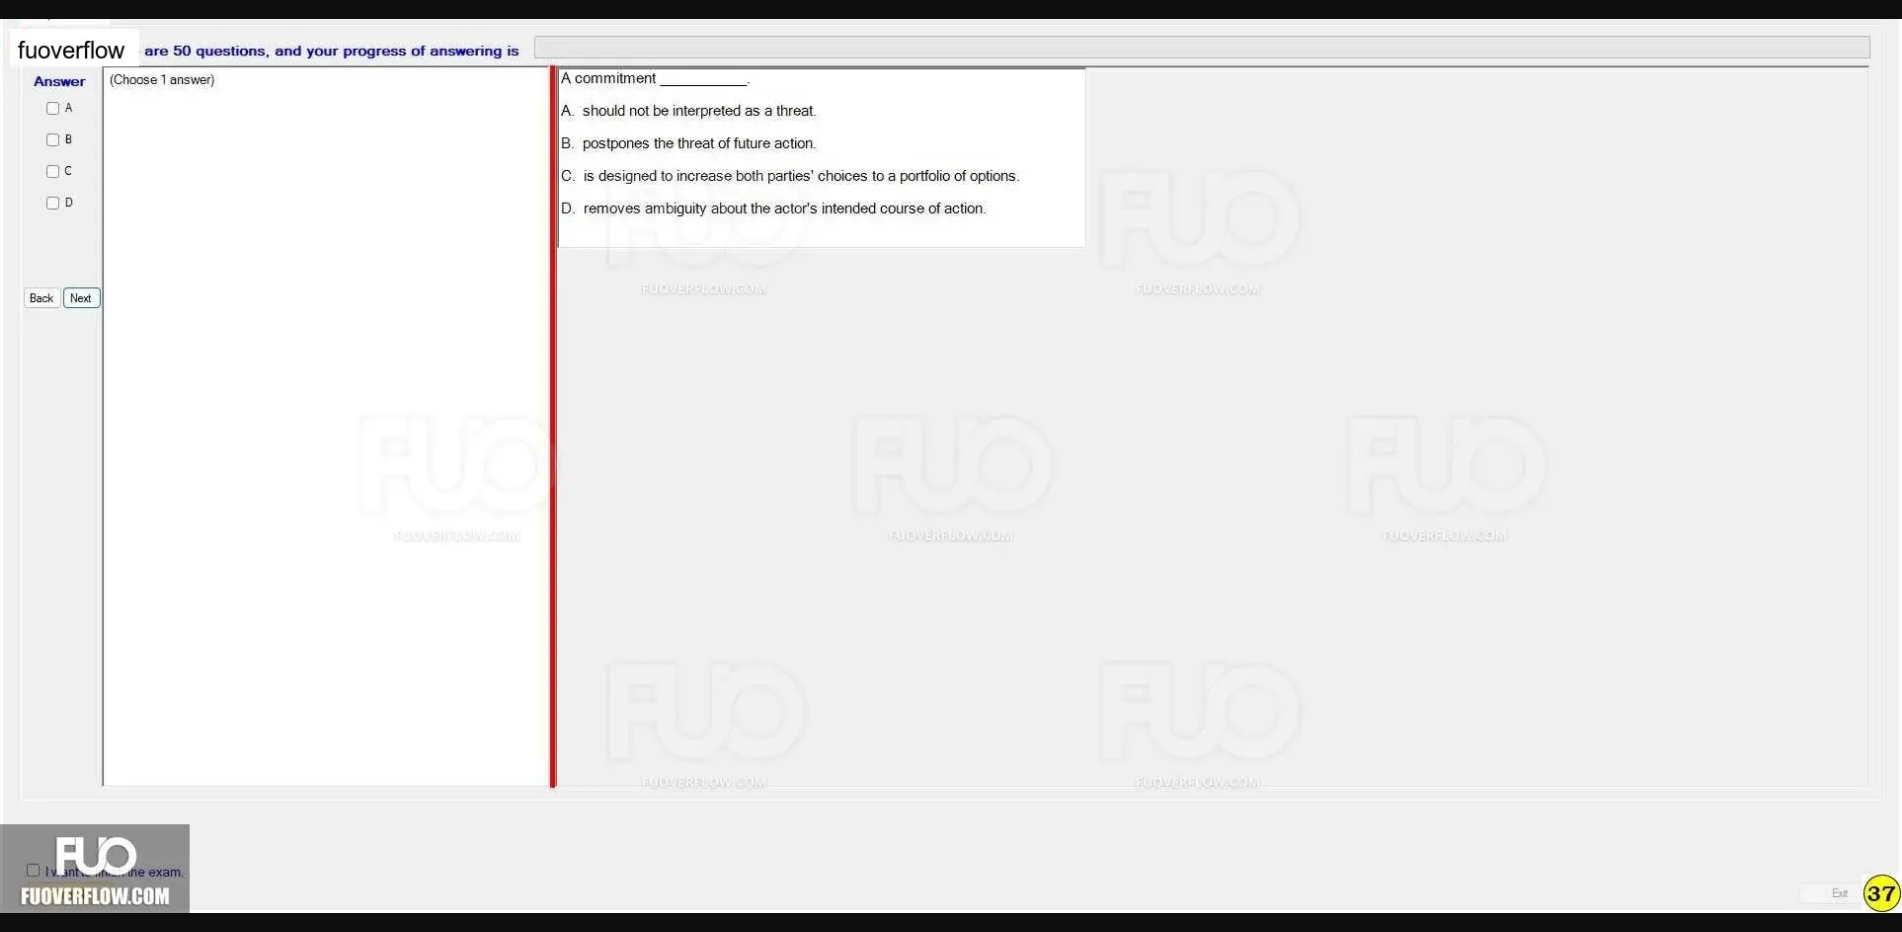 fuoverflow are 50 questions, and your progress of answering is
Answer
(Choose 1 answer)
A
B
C
D
Back Next
A commitment ___________.
A. should not be interpreted as a threat.
B. postpones the threat of future action.
C. is designed to increase both parties' choices to a portfolio of options.
D. removes ambiguity about the actor's intended course of action.
FUO FUO
FUOVERFLOW.COM FUOVERFLOW.COM
FUO FUO FUO
FUOVERFLOW.COM FUOVERFLOW.COM FUOVERFLOW.COM
FUO FUO
FUOVERFLOW.COM FUOVERFLOW.COM
FUO
I want the exam.
FUOVERFLOW.COM
Exit 37